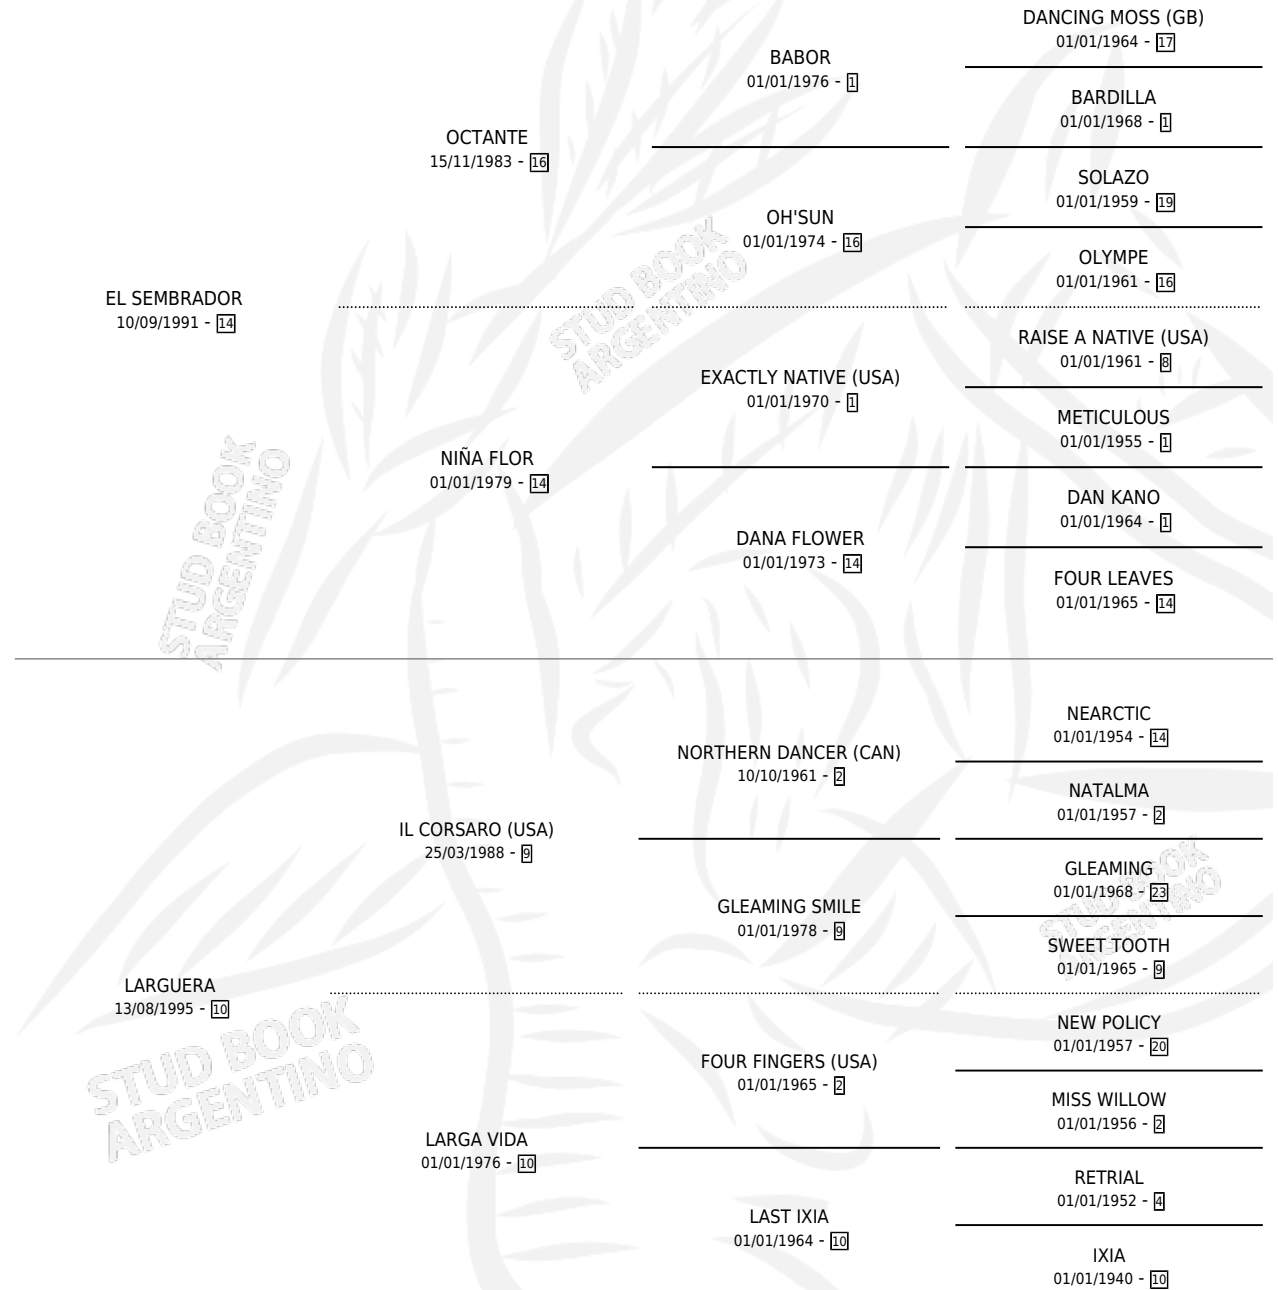 DANCING MOSS (GB)
01/01/1964 - 17
BABOR
01/01/1976 - 1
BARDILLA
01/01/1968 - 1
OCTANTE
15/11/1983 - 16
SOLAZO
01/01/1959 - 19
OH'SUN
01/01/1974 - 16
OLYMPE
01/01/1961 - 16
EL SEMBRADOR
10/09/1991 - 14
STUD BOOK
ARGENTINO
RAISE A NATIVE (USA)
01/01/1961 - 8
EXACTLY NATIVE (USA)
01/01/1970 - 1
METICULOUS
01/01/1955 - 1
NIÑA FLOR
01/01/1979 - 14
DAN KANO
01/01/1964 - 1
DANA FLOWER
01/01/1973 - 14
FOUR LEAVES
01/01/1965 - 14
STUD BOOK
ARGENTINO
NEARCTIC
01/01/1954 - 14
NORTHERN DANCER (CAN)
10/10/1961 - 2
NATALMA
01/01/1957 - 2
IL CORSARO (USA)
25/03/1988 - 9
GLEAMING
01/01/1968 - 23
GLEAMING SMILE
01/01/1978 - 9
STUD BOOK
ARGENTINO
SWEET TOOTH
01/01/1965 - 9
LARGUERA
13/08/1995 - 10
NEW POLICY
01/01/1957 - 20
FOUR FINGERS (USA)
01/01/1965 - 2
STUD BOOK
ARGENTINO
MISS WILLOW
01/01/1956 - 2
LARGA VIDA
01/01/1976 - 10
RETRIAL
01/01/1952 - 4
LAST IXIA
01/01/1964 - 10
IXIA
01/01/1940 - 10